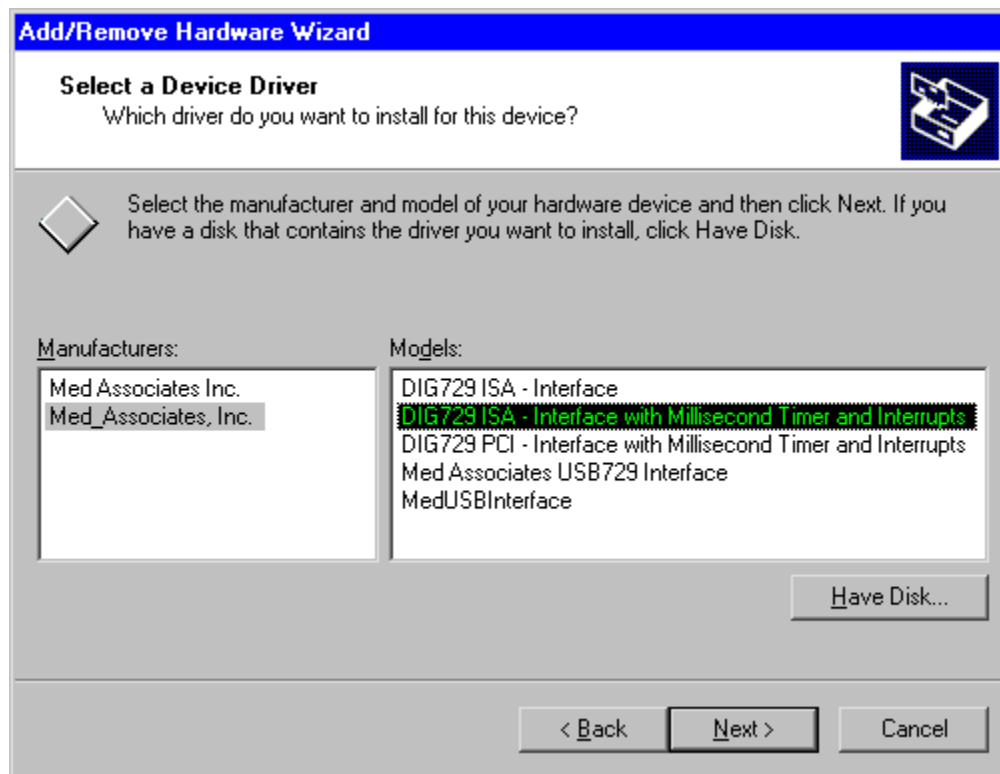 Add/Remove Hardware Wizard
Select a Device Driver
Which driver do you want to install for this device?
Select the manufacturer and model of your hardware device and then click Next. If you
have a disk that contains the driver you want to install, click Have Disk.
Manufacturers:
Med Associates Inc.
Med_Associates, Inc.
Models:
DIG729 ISA - Interface
DIG729 ISA - Interface with Millisecond Timer and Interrupts
DIG729 PCI - Interface with Millisecond Timer and Interrupts
Med Associates USB729 Interface
MedUSBInterface
Have Disk...
< Back
Next >
Cancel